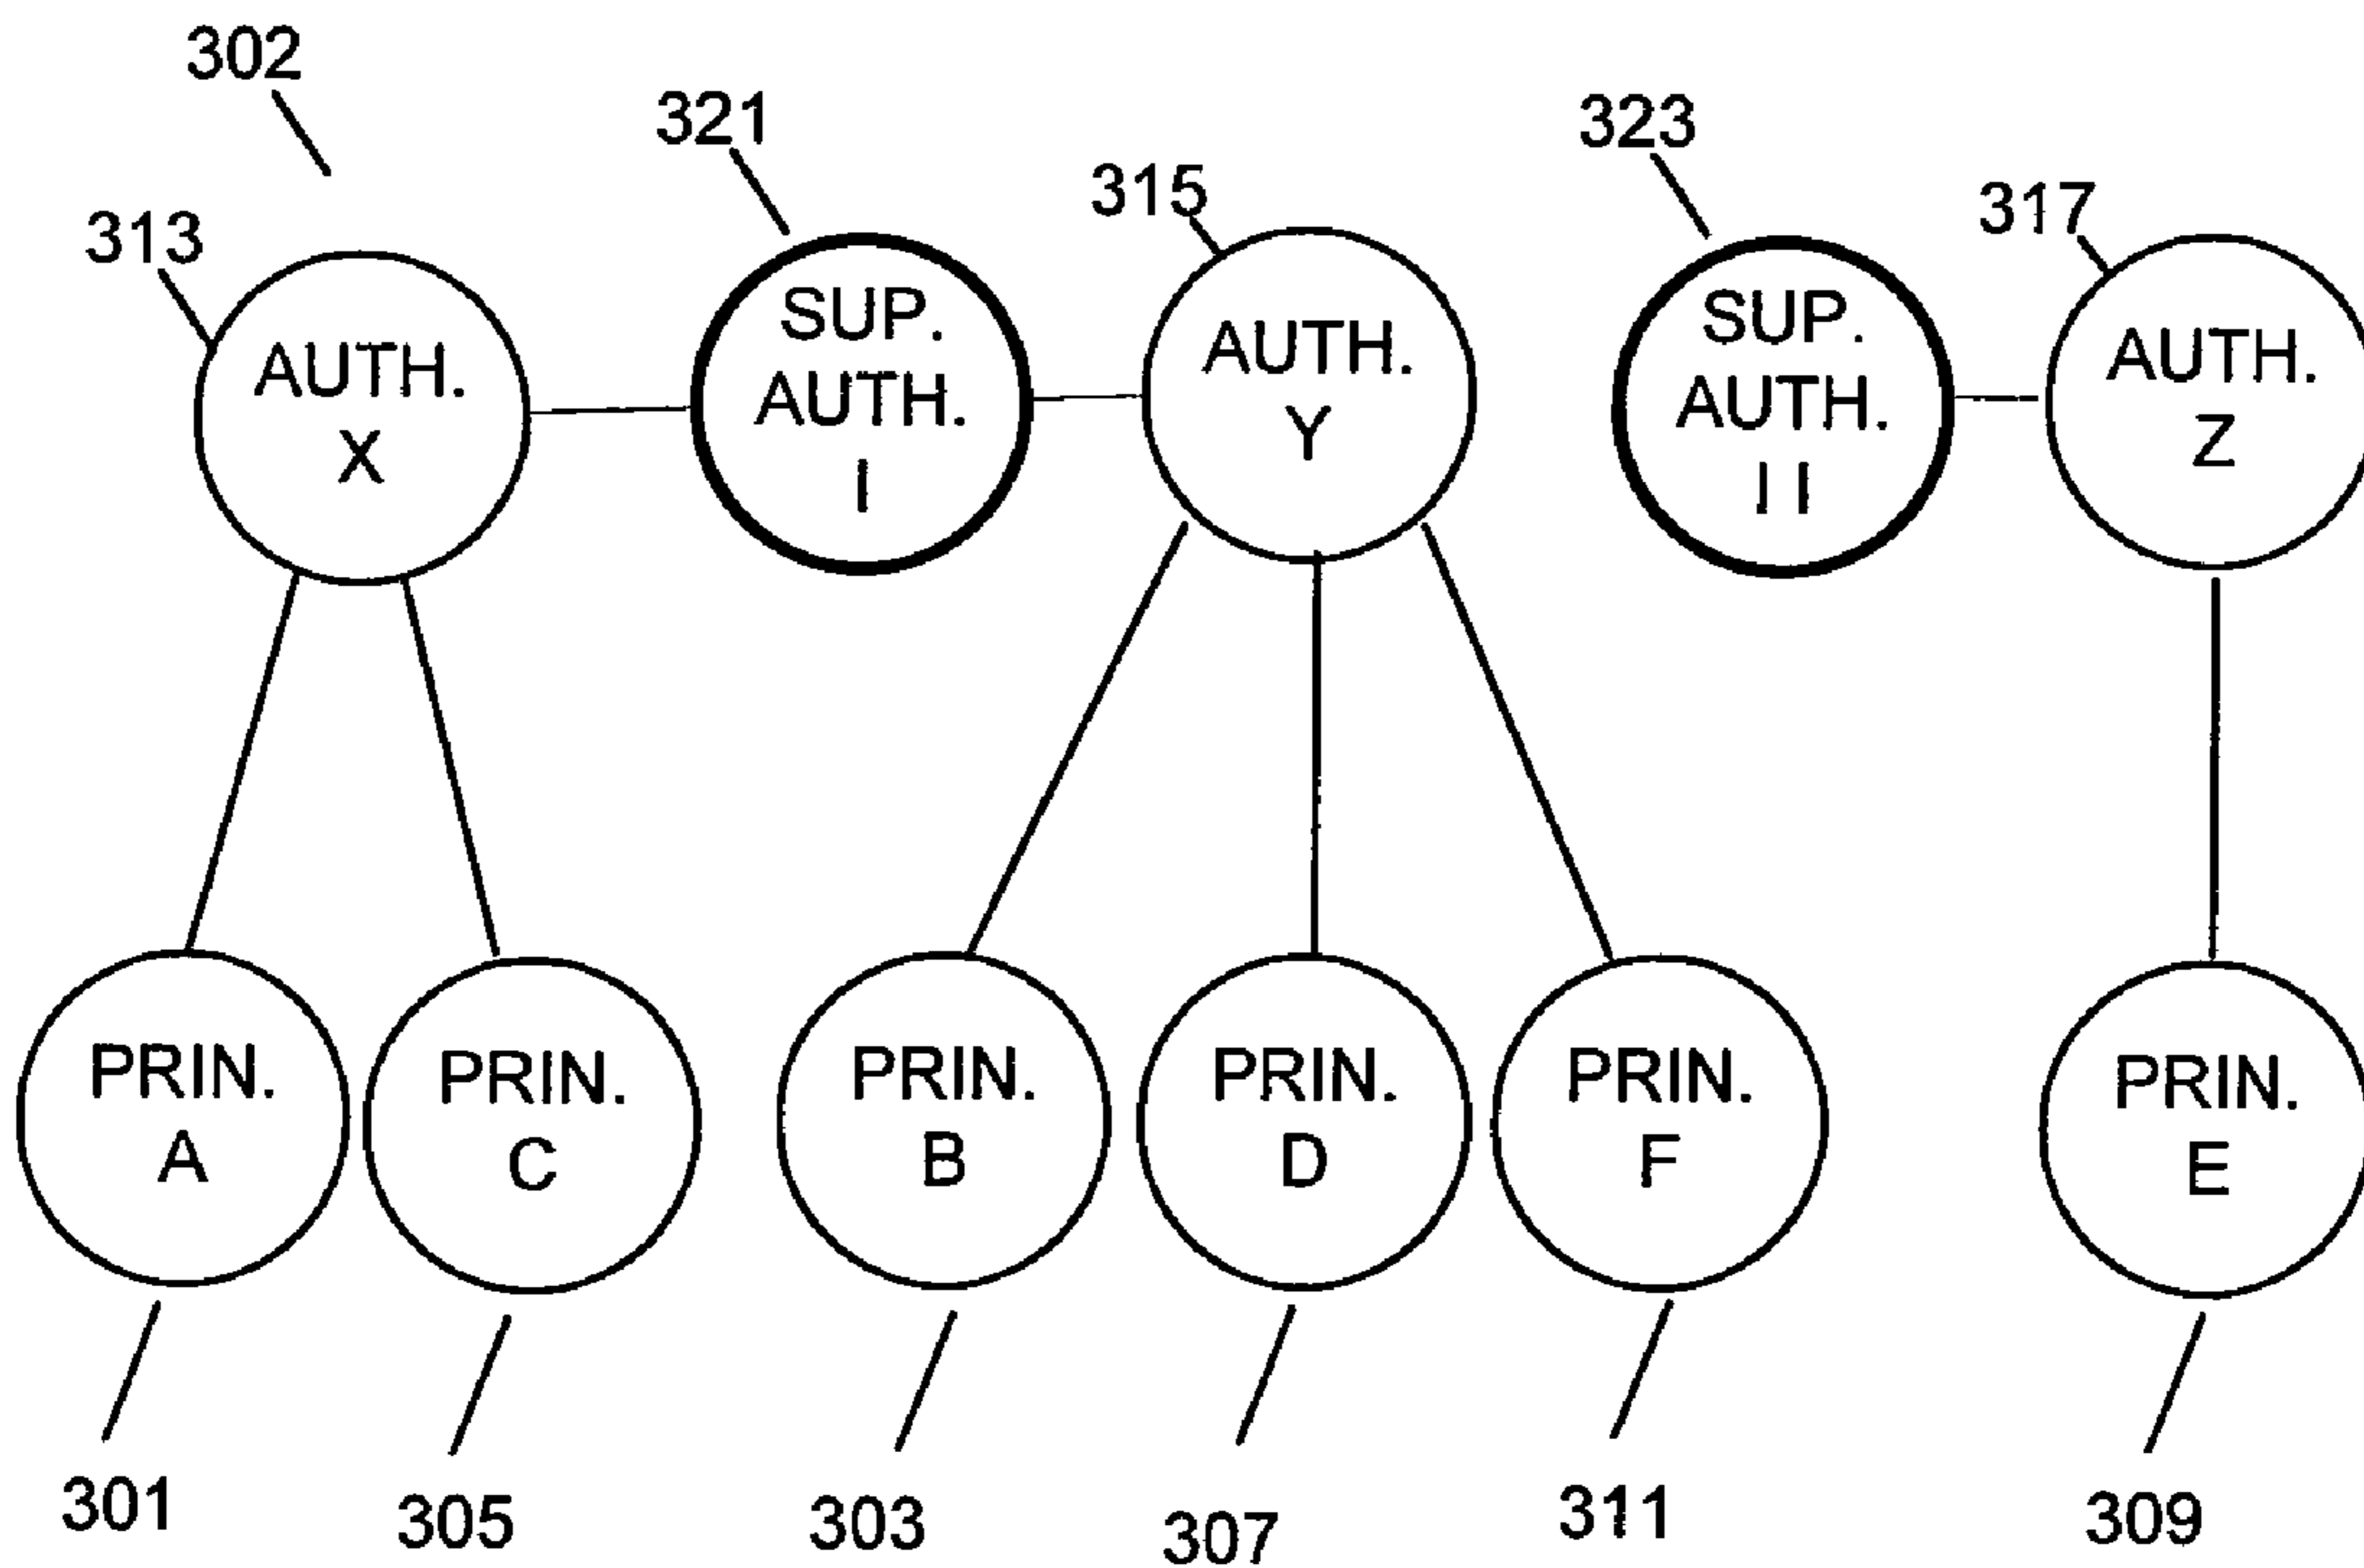 302
321
323
315
317
313
SUP.
AUTH.
I
SUP.
AUTH.
I I
AUTH.
X
AUTH.
Y
AUTH.
Z
PRIN.
A
PRIN.
C
PRIN.
B
PRIN.
D
PRIN.
F
PRIN.
E
301
305
303
307
311
309